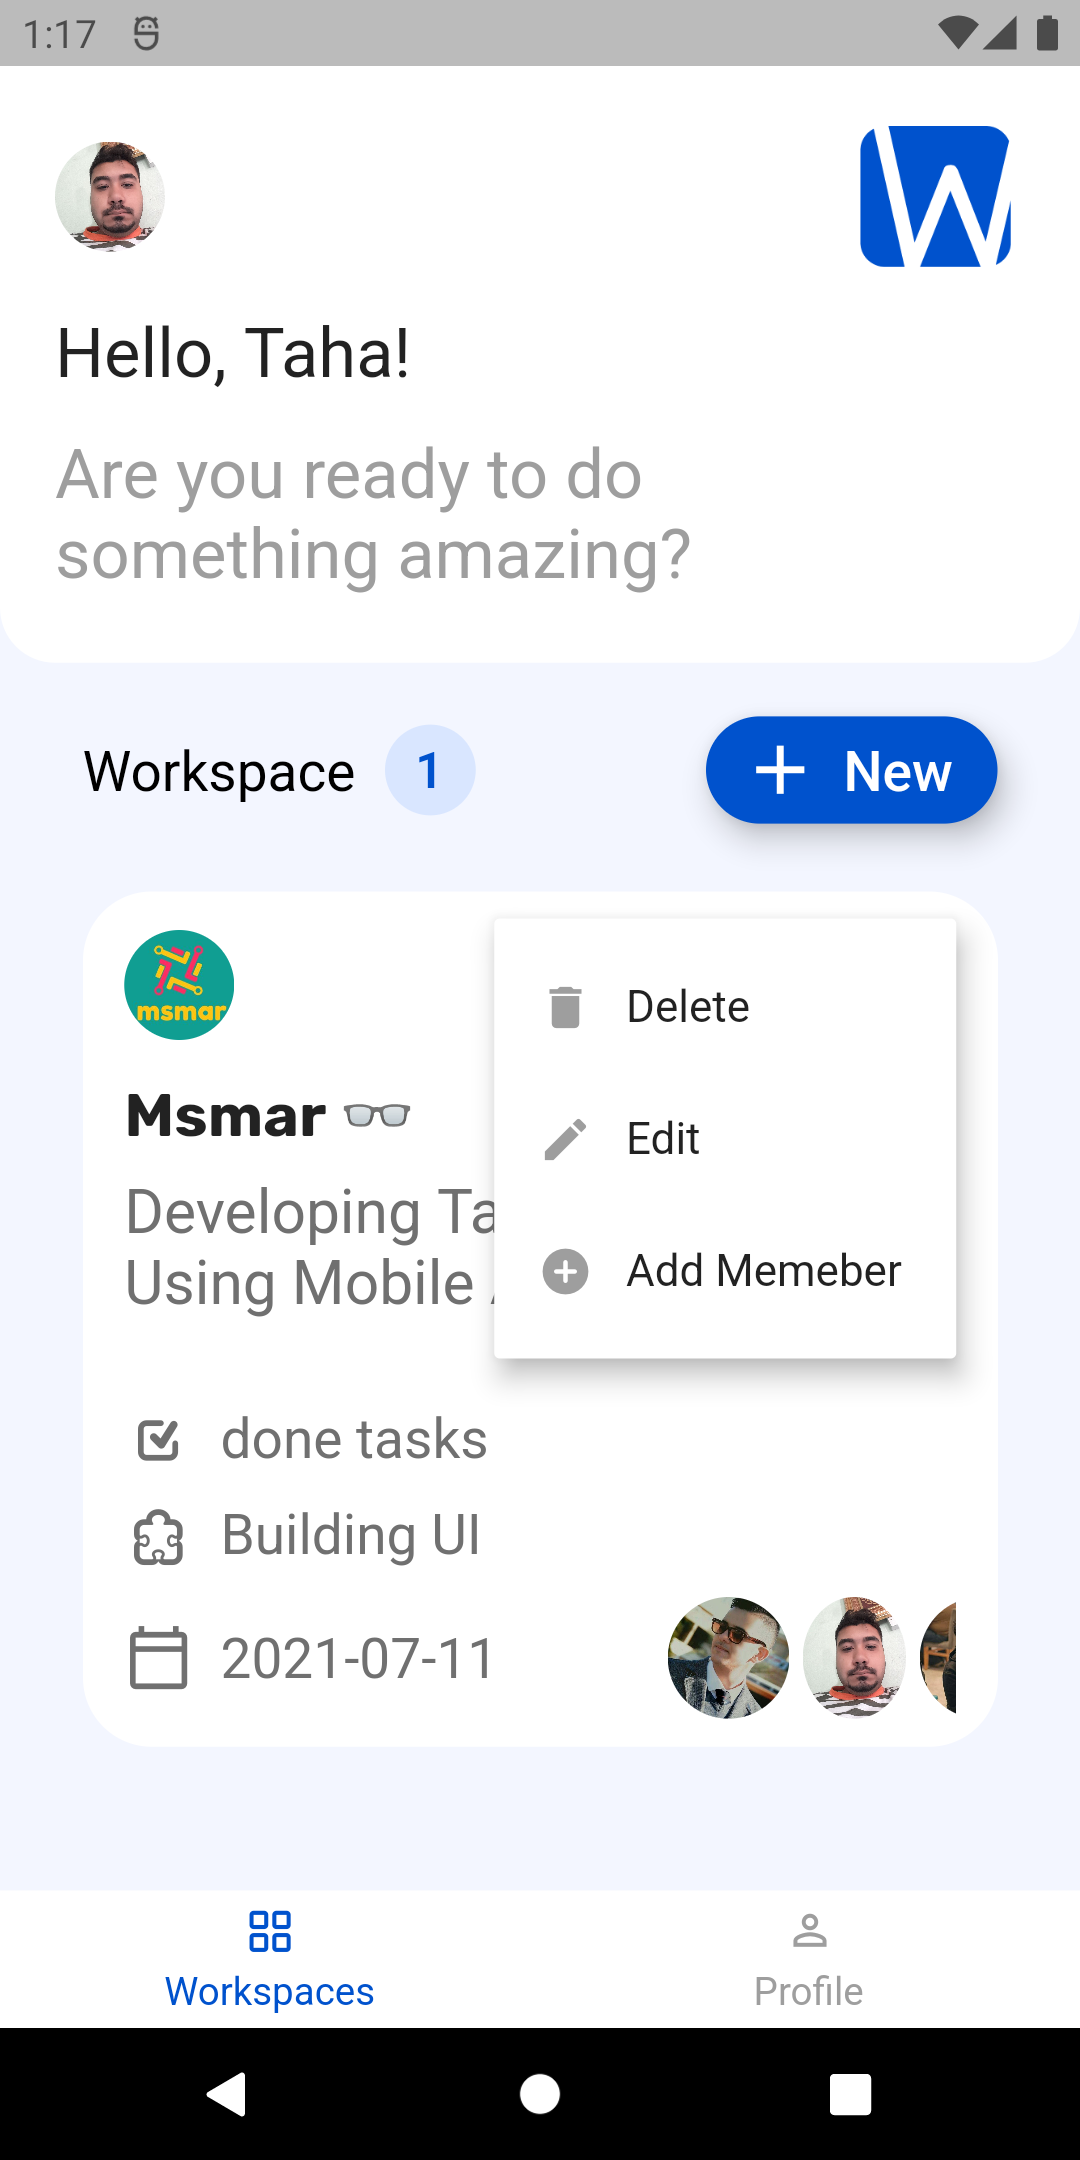 1:17
W
Hello, Taha!
Are you ready to do
something amazing?
Workspace 1
+ New
msmar
Delete
Msmar 👓
Edit
Developing
Using Mobile
Add Memeber
done tasks
Building UI
2021-07-11
Workspaces
Profile